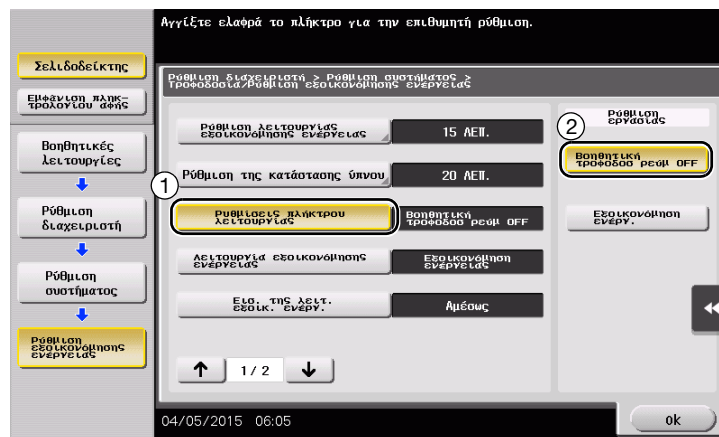 Αγγίξτε ελαφρά το πλήκτρο για την επιθυμητή ρύθμιση.
Σελιδοδείκτης
Εμφάνιση πληκ-
τρολογίου αφής
Βοηθητικές
λειτουργίες
Ρύθμιση
διαχειριστή
Ρύθμιση
συστήματος
Ρύθμιση
εξοικονόμησης
ενέργειας
Ρύθμιση διαχειριστή > Ρύθμιση συστήματος >
Τροφοδοσία/Ρύθμιση εξοικονόμησης ενέργειας
Ρύθμιση λειτουργίας
εξοικονόμησης ενέργειας
15 ΛΕΠ.
Ρύθμιση της κατάστασης ύπνου
20 ΛΕΠ.
1
Ρυθμίσεις πλήκτρου
λειτουργίας
Βοηθητική
τροφοδοσ ρεύμ OFF
Λειτουργία εξοικονόμησης
ενέργειας
Εξοικονόμηση
ενέργειας
Εισ. της λειτ.
εξοικ. ενέργ.
Αμέσως
↑ 1/ 2 ↓
Ρύθμιση
εργασίας
2
Βοηθητική
τροφοδοσ ρεύμ OFF
Εξοικονόμηση
ενέργ.
04/05/2015 06:05
ok